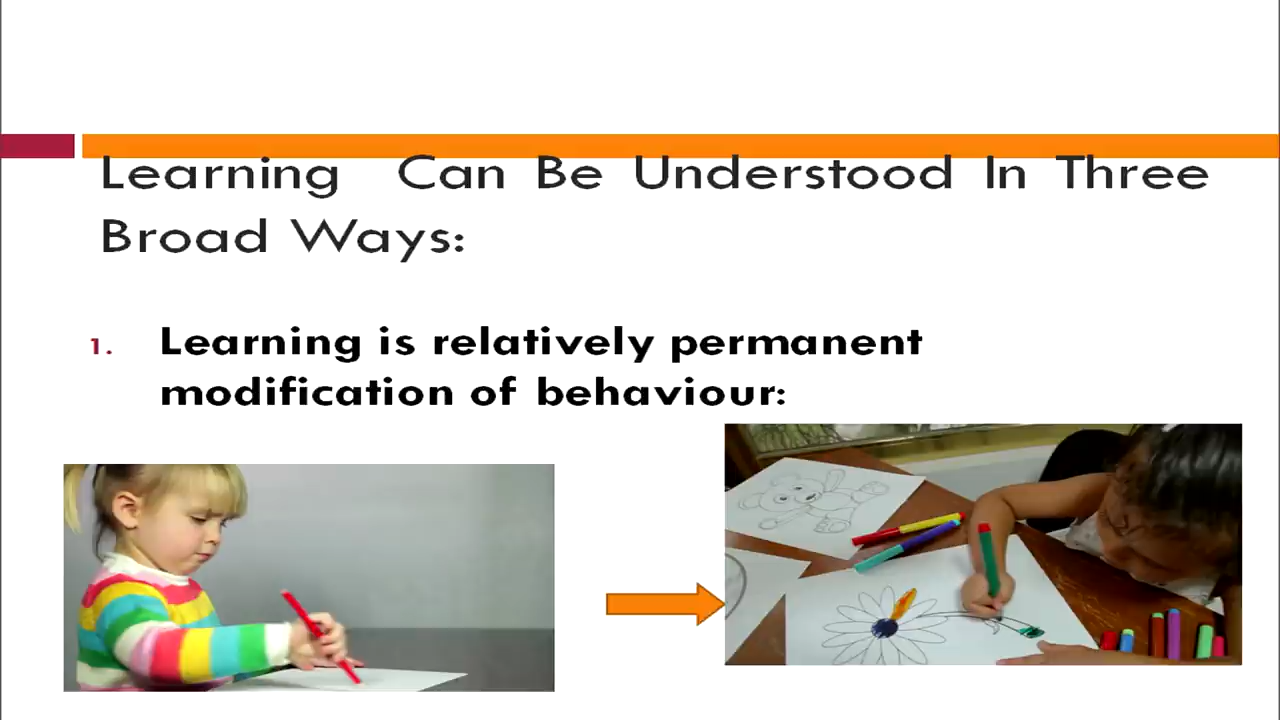 Learning Can Be Understood In Three
Broad Ways:
1. Learning is relatively permanent
modification of behaviour: